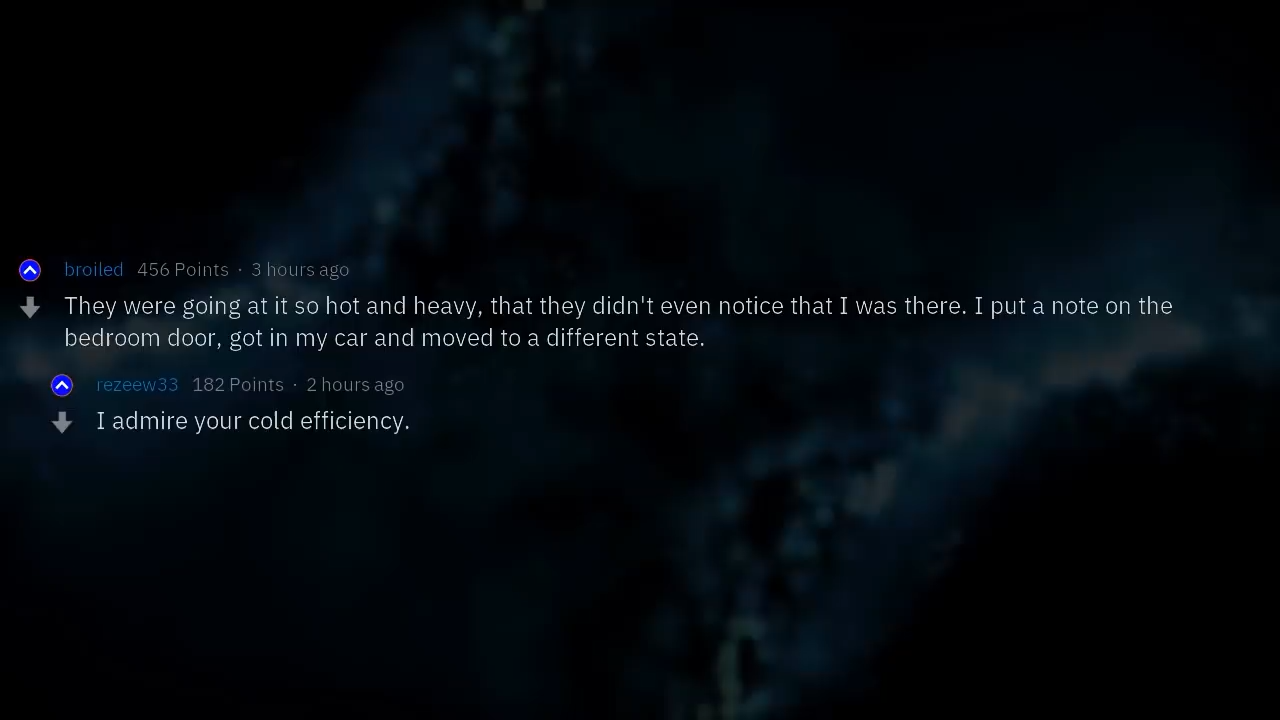 broiled 456 Points · 3 hours ago
They were going at it so hot and heavy, that they didn't even notice that I was there. I put a note on the
bedroom door, got in my car and moved to a different state.
rezeew33 182 Points · 2 hours ago
I admire your cold efficiency.